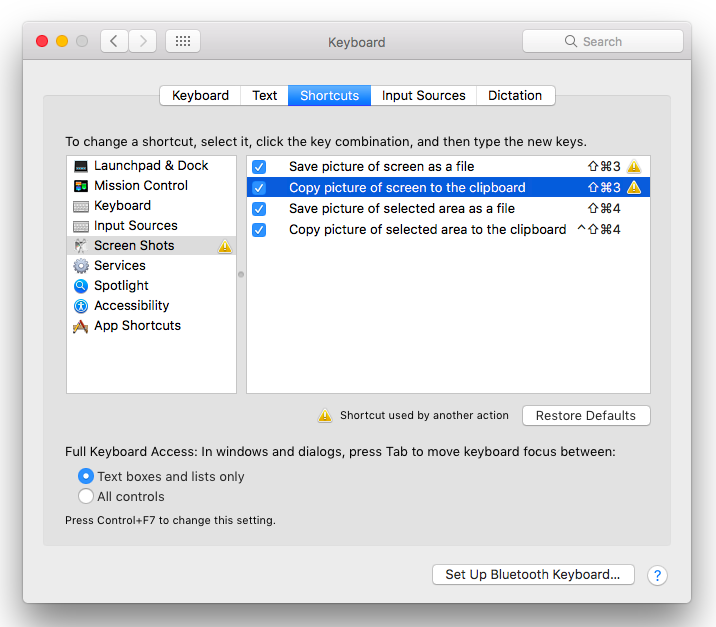 Keyboard
Search
Keyboard Text Shortcuts Input Sources Dictation
To change a shortcut, select it, click the key combination, and then type the new keys.
Launchpad & Dock
Mission Control
Keyboard
Input Sources
Screen Shots
Services
Spotlight
Accessibility
App Shortcuts
Save picture of screen as a file ⇧⌘3
Copy picture of screen to the clipboard ⇧⌘3
Save picture of selected area as a file ⇧⌘4
Copy picture of selected area to the clipboard ^⇧⌘4
Shortcut used by another action
Restore Defaults
Full Keyboard Access: In windows and dialogs, press Tab to move keyboard focus between:
Text boxes and lists only
All controls
Press Control+F7 to change this setting.
Set Up Bluetooth Keyboard...
?